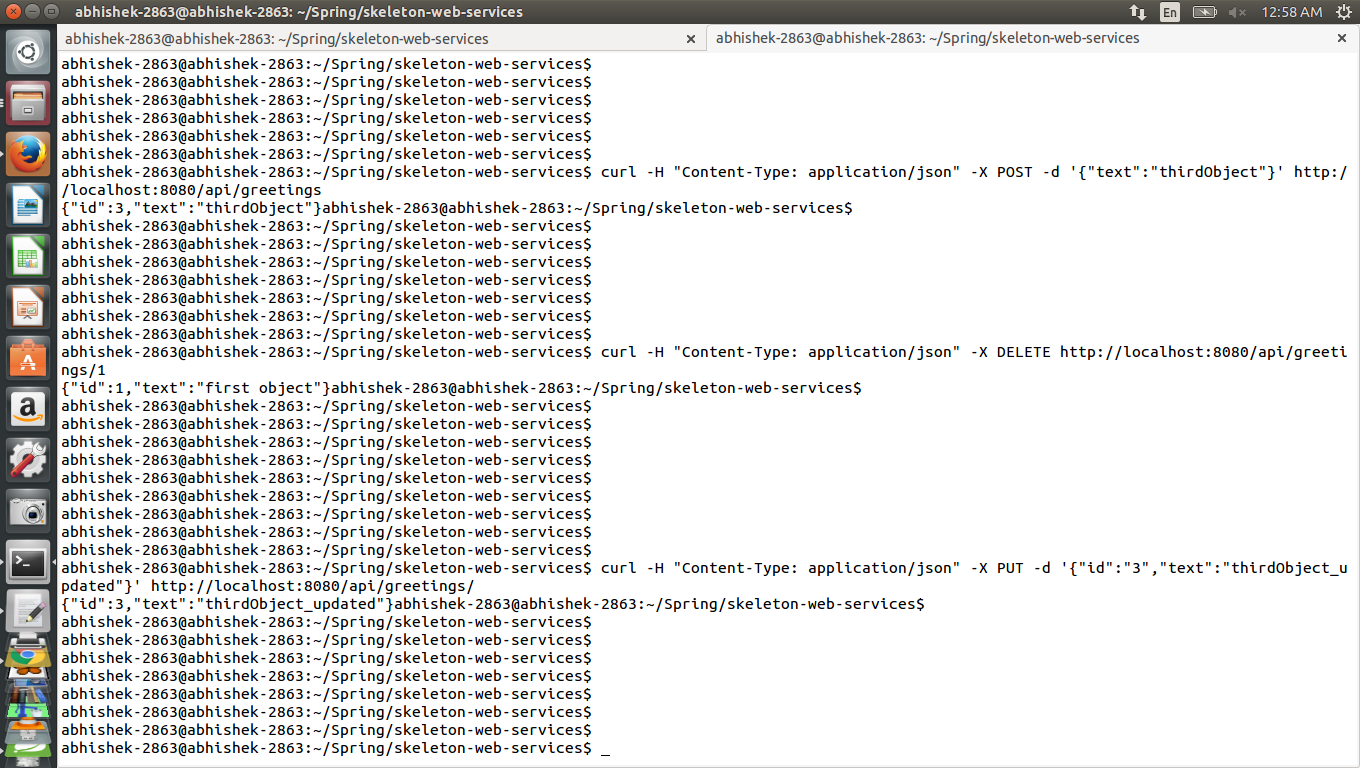 abhishek-2863@abhishek-2863: ~/Spring/skeleton-web-services
En
12:58 AM
abhishek-2863@abhishek-2863: ~/Spring/skeleton-web-services
abhishek-2863@abhishek-2863: ~/Spring/skeleton-web-services
abhishek-2863@abhishek-2863:~/Spring/skeleton-web-services$
abhishek-2863@abhishek-2863:~/Spring/skeleton-web-services$
abhishek-2863@abhishek-2863:~/Spring/skeleton-web-services$
abhishek-2863@abhishek-2863:~/Spring/skeleton-web-services$
abhishek-2863@abhishek-2863:~/Spring/skeleton-web-services$
abhishek-2863@abhishek-2863:~/Spring/skeleton-web-services$
abhishek-2863@abhishek-2863:~/Spring/skeleton-web-services$ curl -H "Content-Type: application/json" -X POST -d '{"text":"thirdObject"}' http:/
/localhost:8080/api/greetings
{"id":3,"text":"thirdObject"}abhishek-2863@abhishek-2863:~/Spring/skeleton-web-services$
abhishek-2863@abhishek-2863:~/Spring/skeleton-web-services$
abhishek-2863@abhishek-2863:~/Spring/skeleton-web-services$
abhishek-2863@abhishek-2863:~/Spring/skeleton-web-services$
abhishek-2863@abhishek-2863:~/Spring/skeleton-web-services$
abhishek-2863@abhishek-2863:~/Spring/skeleton-web-services$
abhishek-2863@abhishek-2863:~/Spring/skeleton-web-services$
abhishek-2863@abhishek-2863:~/Spring/skeleton-web-services$
abhishek-2863@abhishek-2863:~/Spring/skeleton-web-services$ curl -H "Content-Type: application/json" -X DELETE http://localhost:8080/api/greeti
ngs/1
{"id":1,"text":"first object"}abhishek-2863@abhishek-2863:~/Spring/skeleton-web-services$
abhishek-2863@abhishek-2863:~/Spring/skeleton-web-services$
abhishek-2863@abhishek-2863:~/Spring/skeleton-web-services$
abhishek-2863@abhishek-2863:~/Spring/skeleton-web-services$
abhishek-2863@abhishek-2863:~/Spring/skeleton-web-services$
abhishek-2863@abhishek-2863:~/Spring/skeleton-web-services$
abhishek-2863@abhishek-2863:~/Spring/skeleton-web-services$
abhishek-2863@abhishek-2863:~/Spring/skeleton-web-services$
abhishek-2863@abhishek-2863:~/Spring/skeleton-web-services$
abhishek-2863@abhishek-2863:~/Spring/skeleton-web-services$
abhishek-2863@abhishek-2863:~/Spring/skeleton-web-services$ curl -H "Content-Type: application/json" -X PUT -d '{"id":"3","text":"thirdObject_u
pdated"}' http://localhost:8080/api/greetings/
{"id":3,"text":"thirdObject_updated"}abhishek-2863@abhishek-2863:~/Spring/skeleton-web-services$
abhishek-2863@abhishek-2863:~/Spring/skeleton-web-services$
abhishek-2863@abhishek-2863:~/Spring/skeleton-web-services$
abhishek-2863@abhishek-2863:~/Spring/skeleton-web-services$
abhishek-2863@abhishek-2863:~/Spring/skeleton-web-services$
abhishek-2863@abhishek-2863:~/Spring/skeleton-web-services$
abhishek-2863@abhishek-2863:~/Spring/skeleton-web-services$
abhishek-2863@abhishek-2863:~/Spring/skeleton-web-services$
abhishek-2863@abhishek-2863:~/Spring/skeleton-web-services$ _